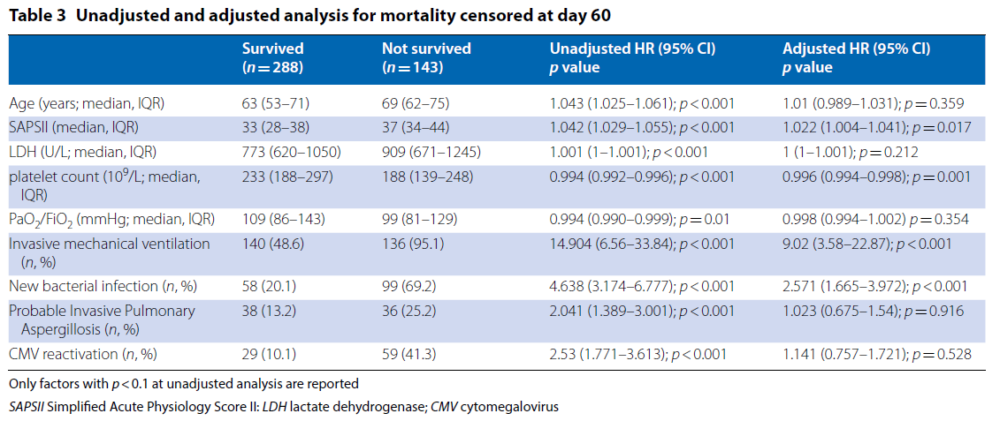 Table 3 Unadjusted and adjusted analysis for mortality censored at day 60
Survived (n=288) Not survived (n=143) Unadjusted HR (95% CI) p value Adjusted HR (95% CI) p value
Age (years; median, IQR) 63 (53–71) 69 (62–75) 1.043 (1.025–1.061); p<0.001 1.01 (0.989–1.031); p=0.359
SAPSII (median, IQR) 33 (28–38) 37 (34–44) 1.042 (1.029–1.055); p<0.001 1.022 (1.004–1.041); p=0.017
LDH (U/L; median, IQR) 773 (620–1050) 909 (671–1245) 1.001 (1–1.001); p<0.001 1 (1–1.001); p=0.212
platelet count (10⁹/L; median, IQR) 233 (188–297) 188 (139–248) 0.994 (0.992–0.996); p<0.001 0.996 (0.994–0.998); p=0.001
PaO₂/FiO₂ (mmHg; median, IQR) 109 (86–143) 99 (81–129) 0.994 (0.990–0.999); p=0.01 0.998 (0.994–1.002) p=0.354
Invasive mechanical ventilation (n, %) 140 (48.6) 136 (95.1) 14.904 (6.56–33.84); p<0.001 9.02 (3.58–22.87); p<0.001
New bacterial infection (n, %) 58 (20.1) 99 (69.2) 4.638 (3.174–6.777); p<0.001 2.571 (1.665–3.972); p<0.001
Probable Invasive Pulmonary Aspergillosis (n, %) 38 (13.2) 36 (25.2) 2.041 (1.389–3.001); p<0.001 1.023 (0.675–1.54); p=0.916
CMV reactivation (n, %) 29 (10.1) 59 (41.3) 2.53 (1.771–3.613); p<0.001 1.141 (0.757–1.721); p=0.528
Only factors with p<0.1 at unadjusted analysis are reported
SAPSII Simplified Acute Physiology Score II: LDH lactate dehydrogenase; CMV cytomegalovirus